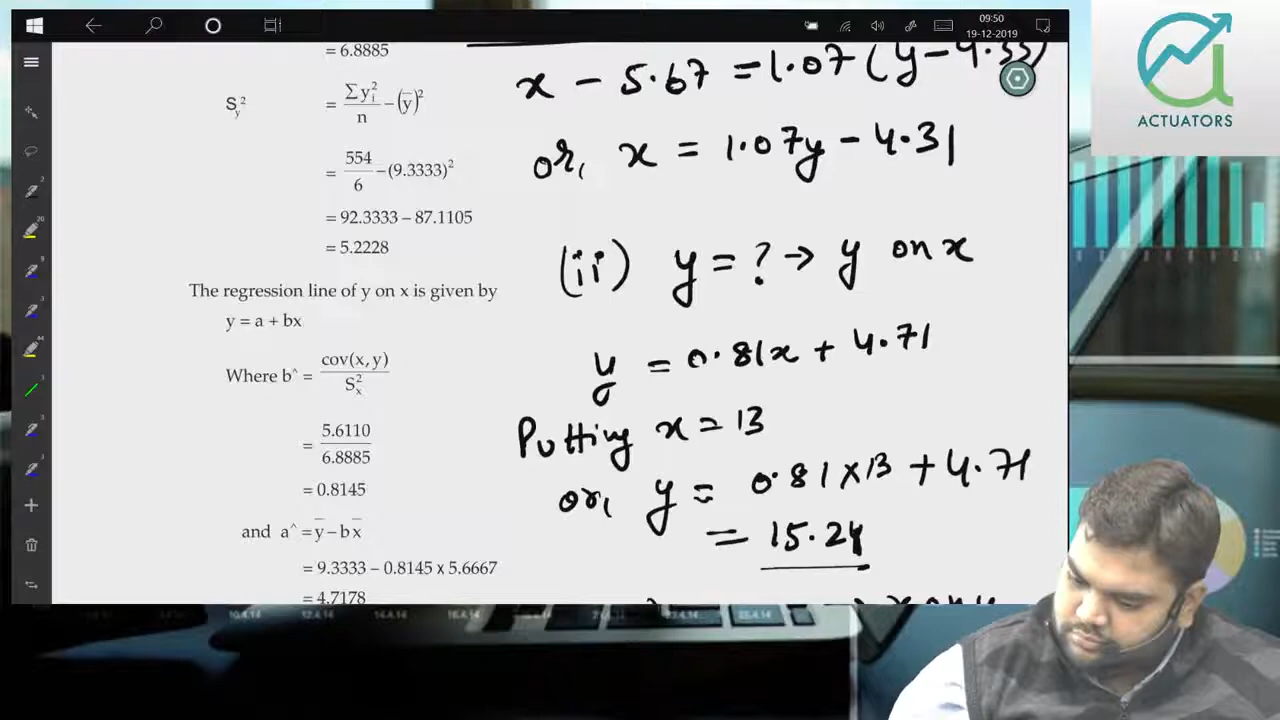 09:50
19-12-2019
ACTUATORS
= 6.8885
S_y^2 = Σy_i^2 / n − (y̅)^2
= 554 / 6 − (9.3333)^2
= 92.3333 − 87.1105
= 5.2228
The regression line of y on x is given by
y = a + bx
Where b^ = cov(x, y) / S_x^2
= 5.6110 / 6.8885
= 0.8145
and a^ = y̅ − b x̅
= 9.3333 − 0.8145 x 5.6667
= 4.7178
x − 5.67 = 1.07 (y − 9.33)
or, x = 1.07y − 4.31
(ii) y = ? → y on x
y = 0.81x + 4.71
Putting x = 13
or, y = 0.81 × 13 + 4.71
= 15.24
x on y